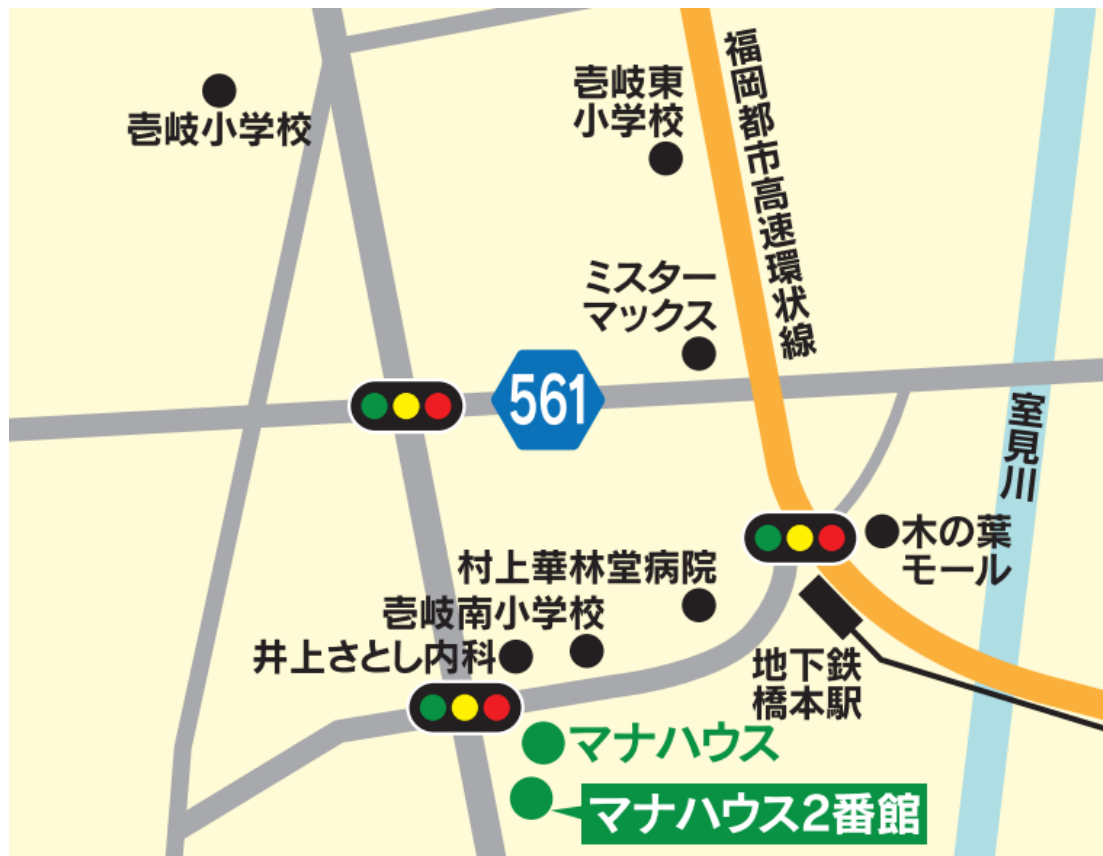 壱岐小学校
壱岐東
小学校
福岡都市高速環状線
ミスター
マックス
561
室見川
木の葉
モール
村上華林堂病院
壱岐南小学校
井上さとし内科
地下鉄
橋本駅
マナハウス
マナハウス2番館